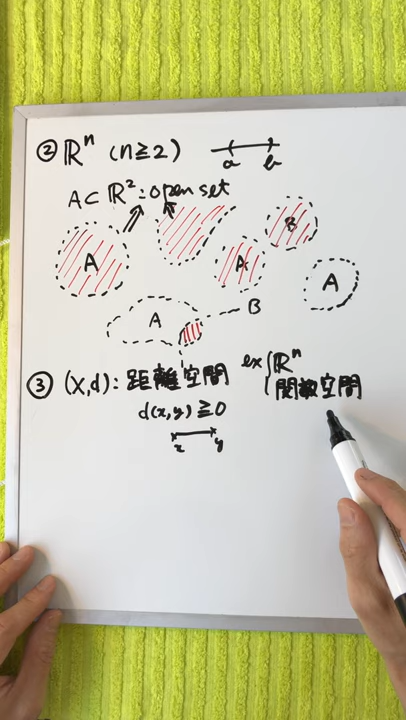 ② ℝⁿ (n≧2)
a b
A⊂ℝ²:open set
A
A
B
A
A
B
③ (X,d): 距離空間
ex { ℝⁿ
関数空間
d(x,y)≧0
x y